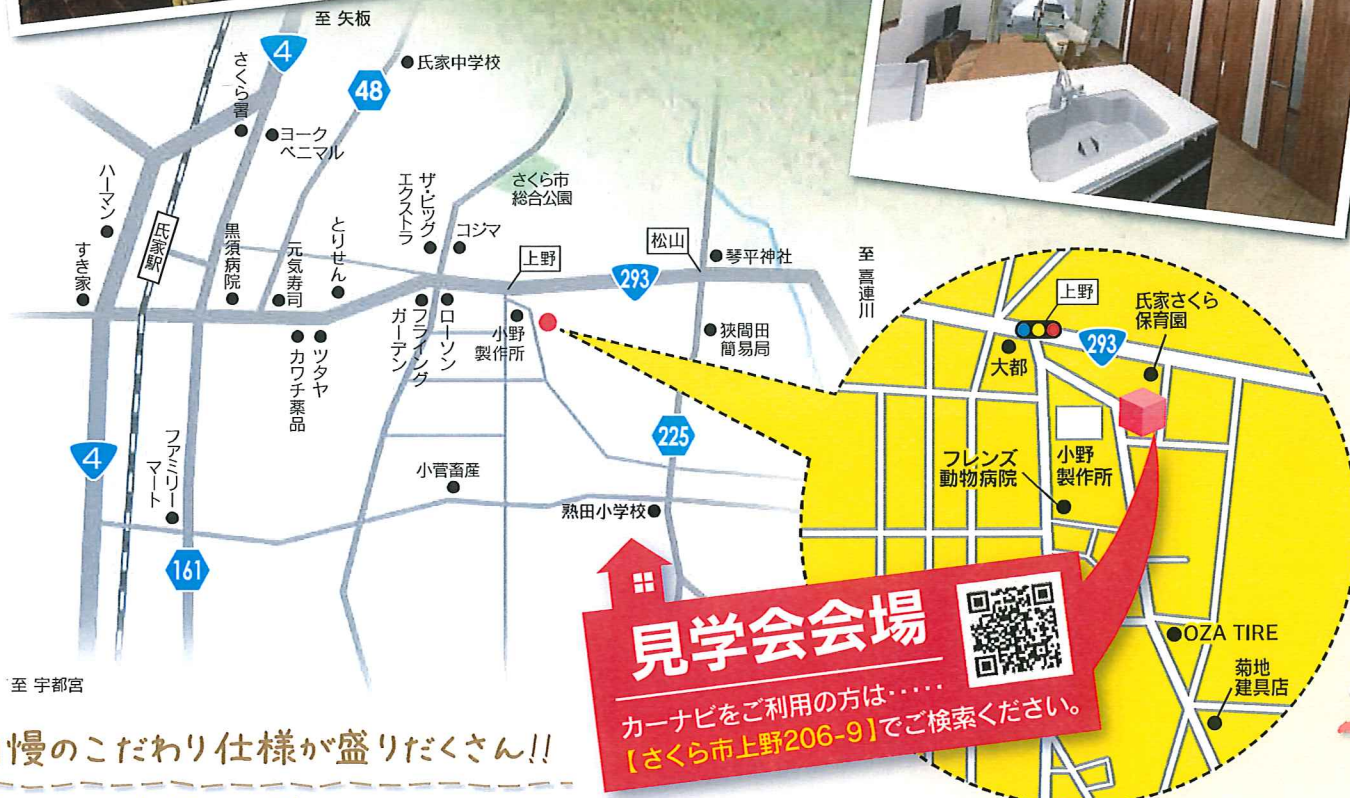 至 矢板
4
さくら署
48
氏家中学校
ヨーク
ベニマル
ハーマン
すき家
氏家駅
黒須病院
元気寿司
とりせん
ザ・ビッグ
エクストラ
コジマ
さくら市
総合公園
上野
293
松山
琴平神社
至 喜連川
カワチ薬品
ツタヤ
フライング
ガーデン
ローソン
小野
製作所
狭間田
簡易局
225
4
ファミリー
マート
161
小菅畜産
熟田小学校
至 宇都宮
上野
氏家さくら
保育園
293
大都
フレンズ
動物病院
小野
製作所
OZA TIRE
菊地
建具店
見学会会場
カーナビをご利用の方は‥‥‥
【さくら市上野206-9】でご検索ください。
慢のこだわり仕様が盛りだくさん!!